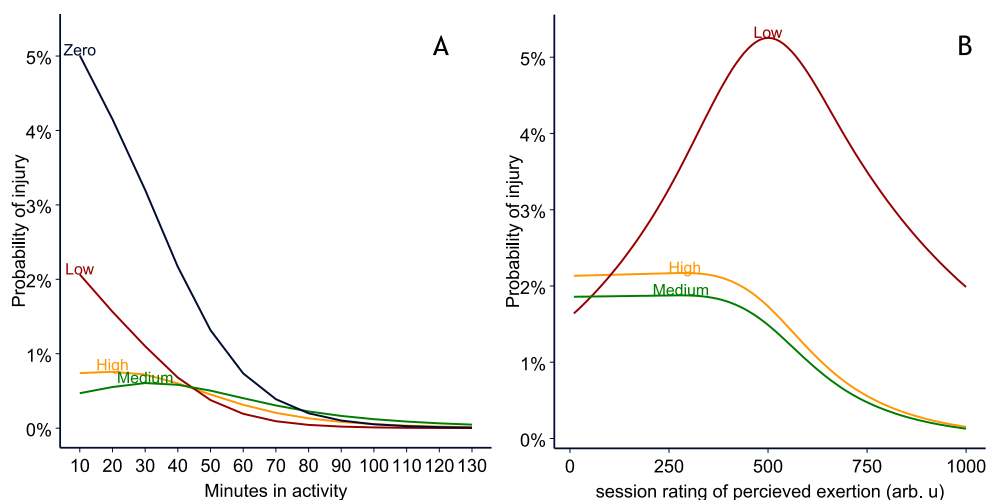 A
Zero
5%
4%
3%
2%
1%
0%
Probability of injury
Low
High
Medium
10 20 30 40 50 60 70 80 90 100 110 120 130
Minutes in activity
B
Low
5%
4%
3%
2%
1%
0%
Probability of injury
High
Medium
0 250 500 750 1000
session rating of percieved exertion (arb. u)